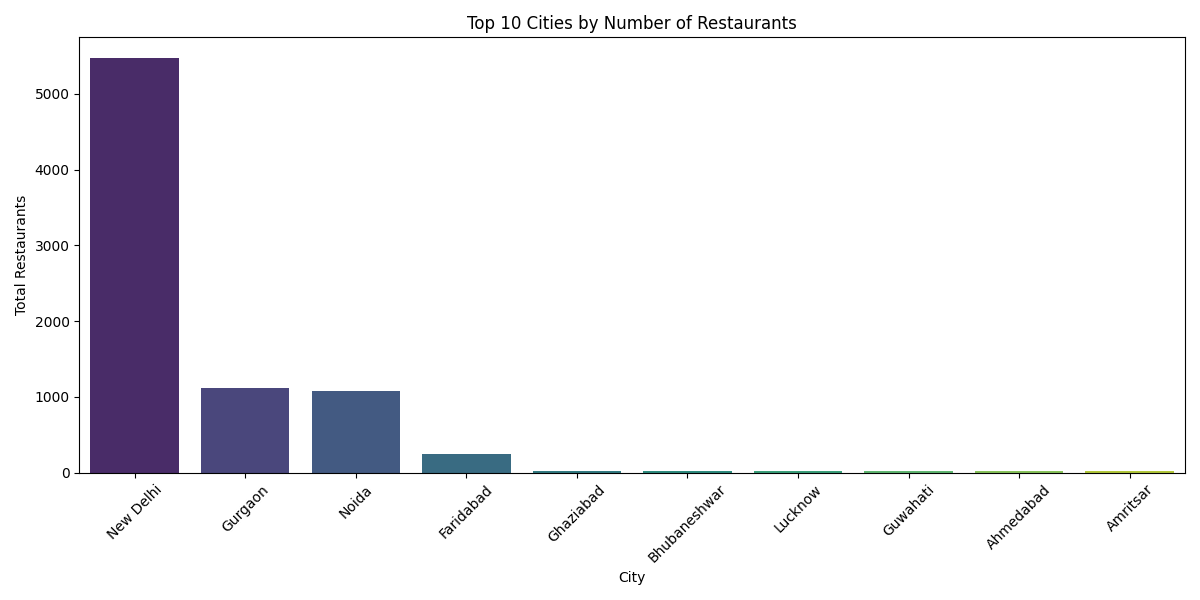 Top 10 Cities by Number of Restaurants
Total Restaurants
5000
4000
3000
2000
1000
0
New Delhi
Gurgaon
Noida
Faridabad
Ghaziabad
Bhubaneshwar
Lucknow
Guwahati
Ahmedabad
Amritsar
City